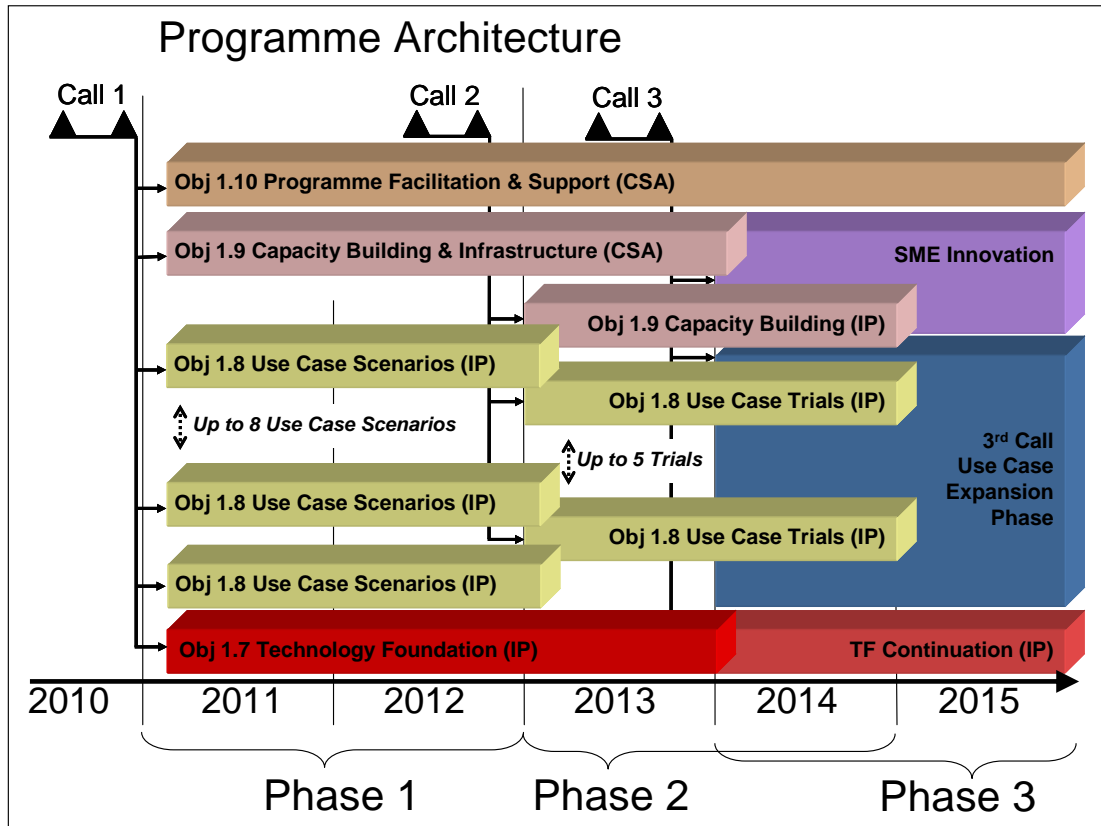 Programme Architecture
Call 1
Call 2
Call 3
Obj 1.10 Programme Facilitation & Support (CSA)
Obj 1.9 Capacity Building & Infrastructure (CSA)
SME Innovation
Obj 1.9 Capacity Building (IP)
Obj 1.8 Use Case Scenarios (IP)
Obj 1.8 Use Case Trials (IP)
Up to 8 Use Case Scenarios
Up to 5 Trials
3rd Call
Use Case
Expansion
Phase
Obj 1.8 Use Case Scenarios (IP)
Obj 1.8 Use Case Trials (IP)
Obj 1.8 Use Case Scenarios (IP)
Obj 1.7 Technology Foundation (IP)
TF Continuation (IP)
2010
2011
2012
2013
2014
2015
Phase 1
Phase 2
Phase 3